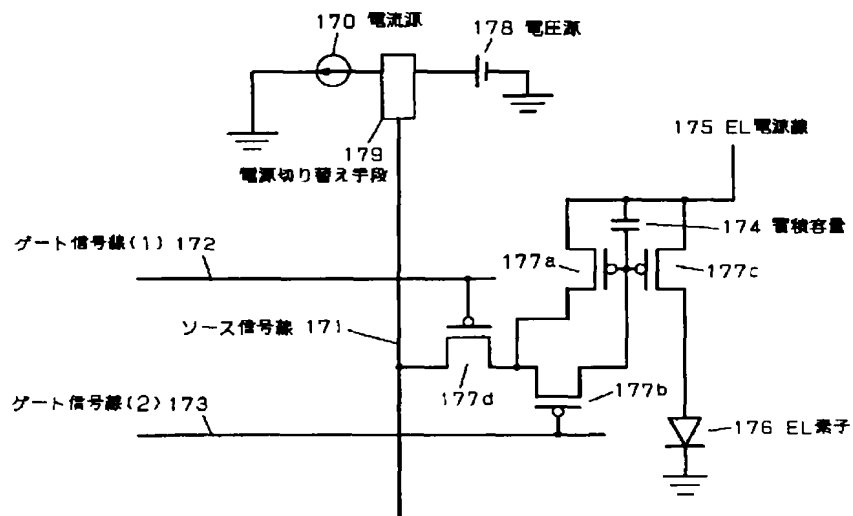 170 電流源
178 電圧源
179
電源切り替え手段
175 EL電源線
174 蓄積容量
ゲート信号線(1) 172
177a
177c
ソース信号線 171
177d
177b
ゲート信号線(2) 173
176 EL素子